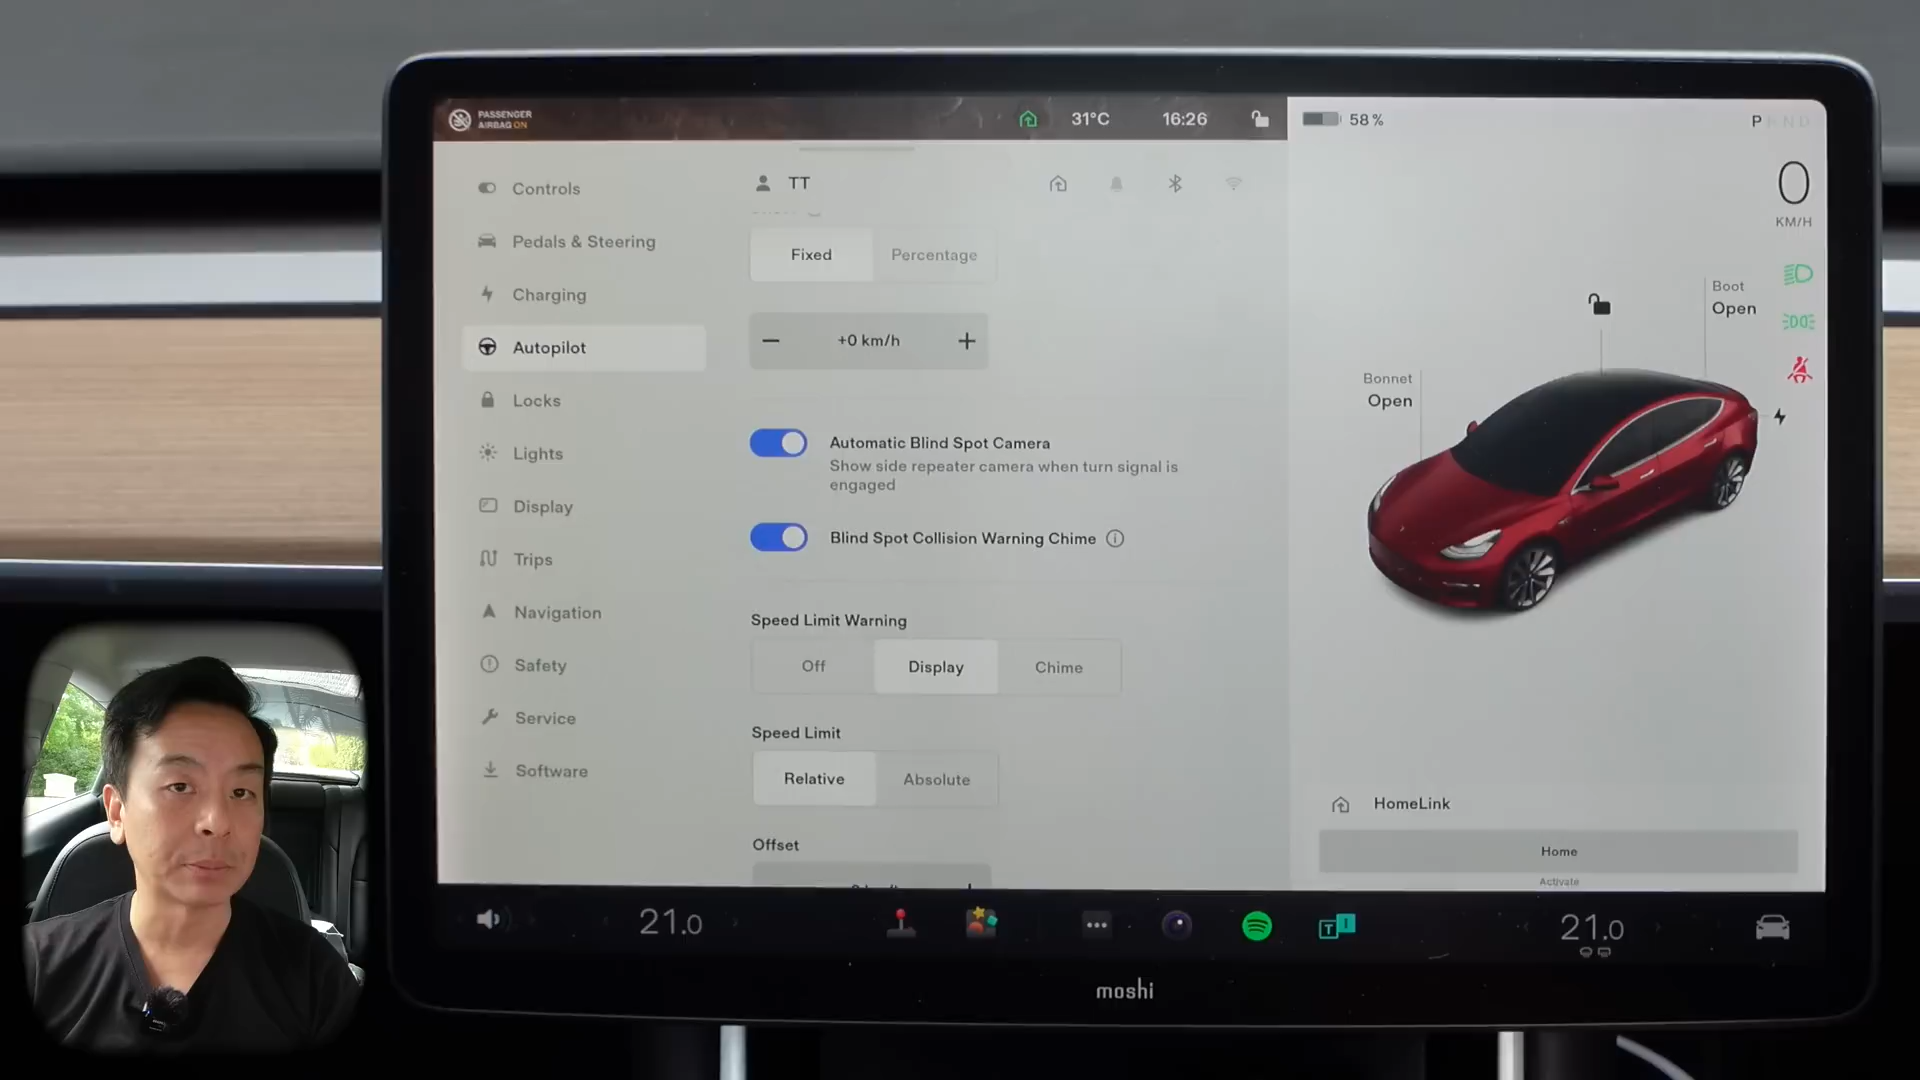 PASSENGER
AIRBAG ON
31°C
16:26
58 %
P R N D
TT
Controls
Pedals & Steering
Charging
Autopilot
Locks
Lights
Display
Trips
Navigation
Safety
Service
Software
Fixed
Percentage
+0 km/h
Automatic Blind Spot Camera
Show side repeater camera when turn signal is
engaged
Blind Spot Collision Warning Chime
Speed Limit Warning
Off
Display
Chime
Speed Limit
Relative
Absolute
Offset
0
KM/H
Boot
Open
Bonnet
Open
HomeLink
Home
Activate
21.0
21.0
moshi